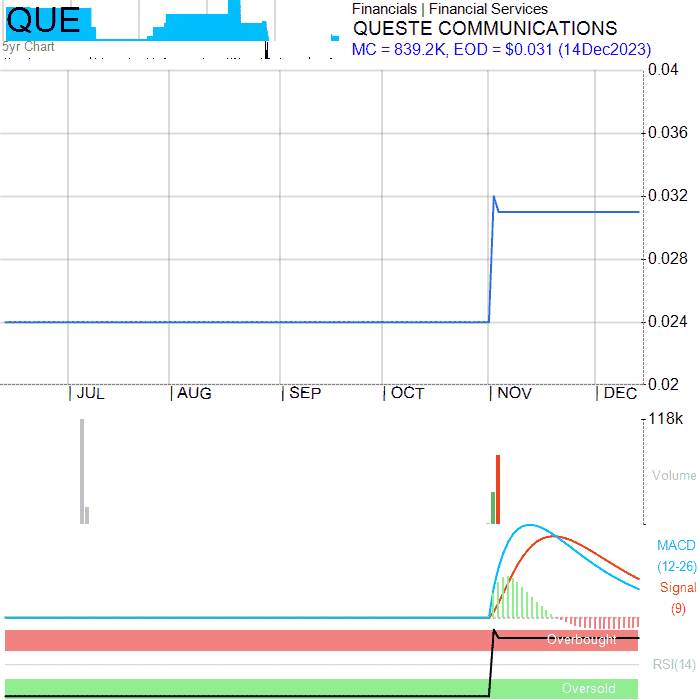 QUE
5yr Chart
Financials | Financial Services
QUESTE COMMUNICATIONS
MC = 839.2K, EOD = $0.031 (14Dec2023)
0.04
0.036
0.032
0.028
0.024
0.02
| JUL | AUG | SEP | OCT | NOV | DEC
118k
Volume
MACD
(12-26)
Signal
(9)
Overbought
RSI(14)
Oversold